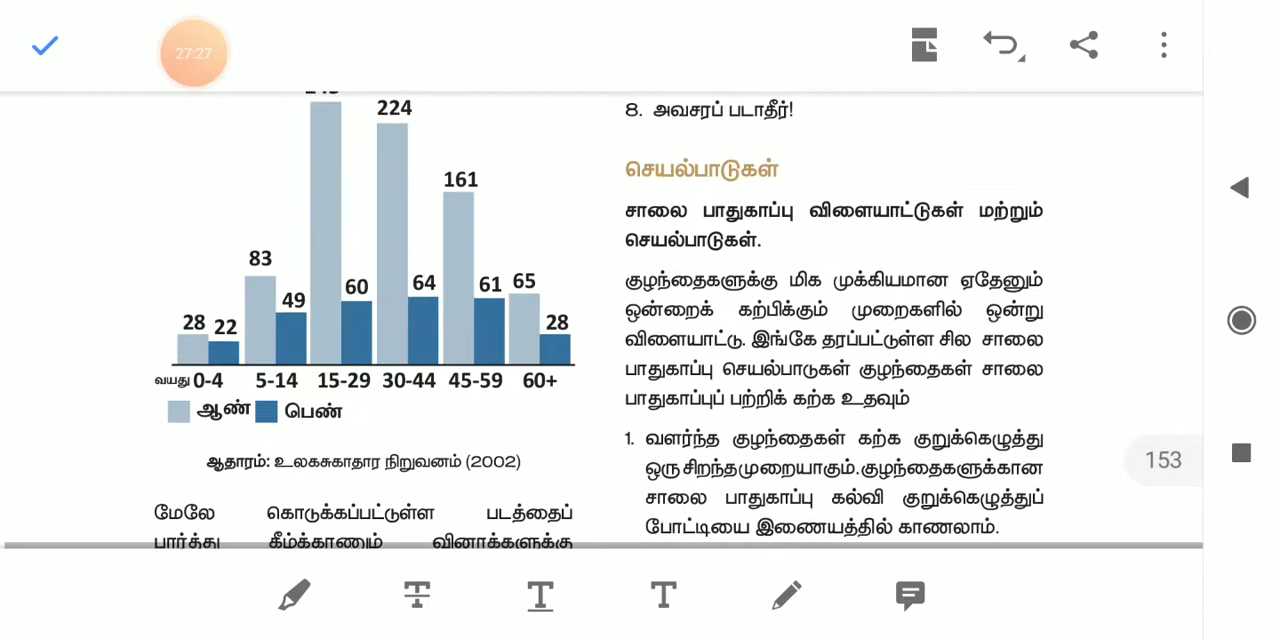 27:27
224
161
83
65
60
64
61
49
28
22
28
வயது 0-4 5-14 15-29 30-44 45-59 60+
ஆண் பெண்
ஆதாரம்: உலகசுகாதார நிறுவனம் (2002)
மேலே கொடுக்கப்பட்டுள்ள படத்தைப்
பார்த்து கீழ்க்காணும் வினாக்களுக்கு
8. அவசரப் படாதீர்!
செயல்பாடுகள்
சாலை பாதுகாப்பு விளையாட்டுகள் மற்றும்
செயல்பாடுகள்.
குழந்தைகளுக்கு மிக முக்கியமான ஏதேனும்
ஒன்றைக் கற்பிக்கும் முறைகளில் ஒன்று
விளையாட்டு. இங்கே தரப்பட்டுள்ள சில சாலை
பாதுகாப்பு செயல்பாடுகள் குழந்தைகள் சாலை
பாதுகாப்புப் பற்றிக் கற்க உதவும்
1. வளர்ந்த குழந்தைகள் கற்க குறுக்கெழுத்து
ஒரு சிறந்த முறையாகும். குழந்தைகளுக்கான
சாலை பாதுகாப்பு கல்வி குறுக்கெழுத்துப்
போட்டியை இணையத்தில் காணலாம்.
153